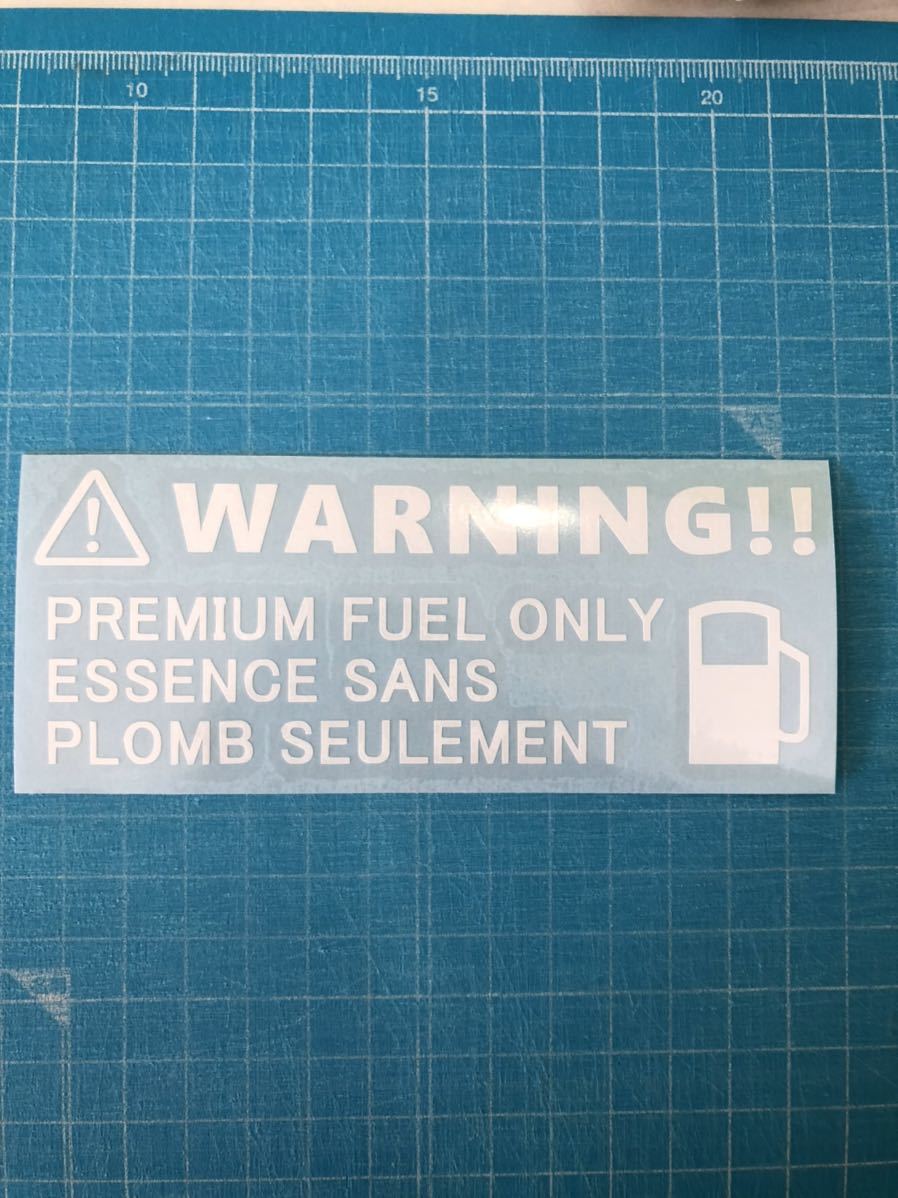 10 15 20
WARNING!!
PREMIUM FUEL ONLY
ESSENCE SANS
PLOMB SEULEMENT